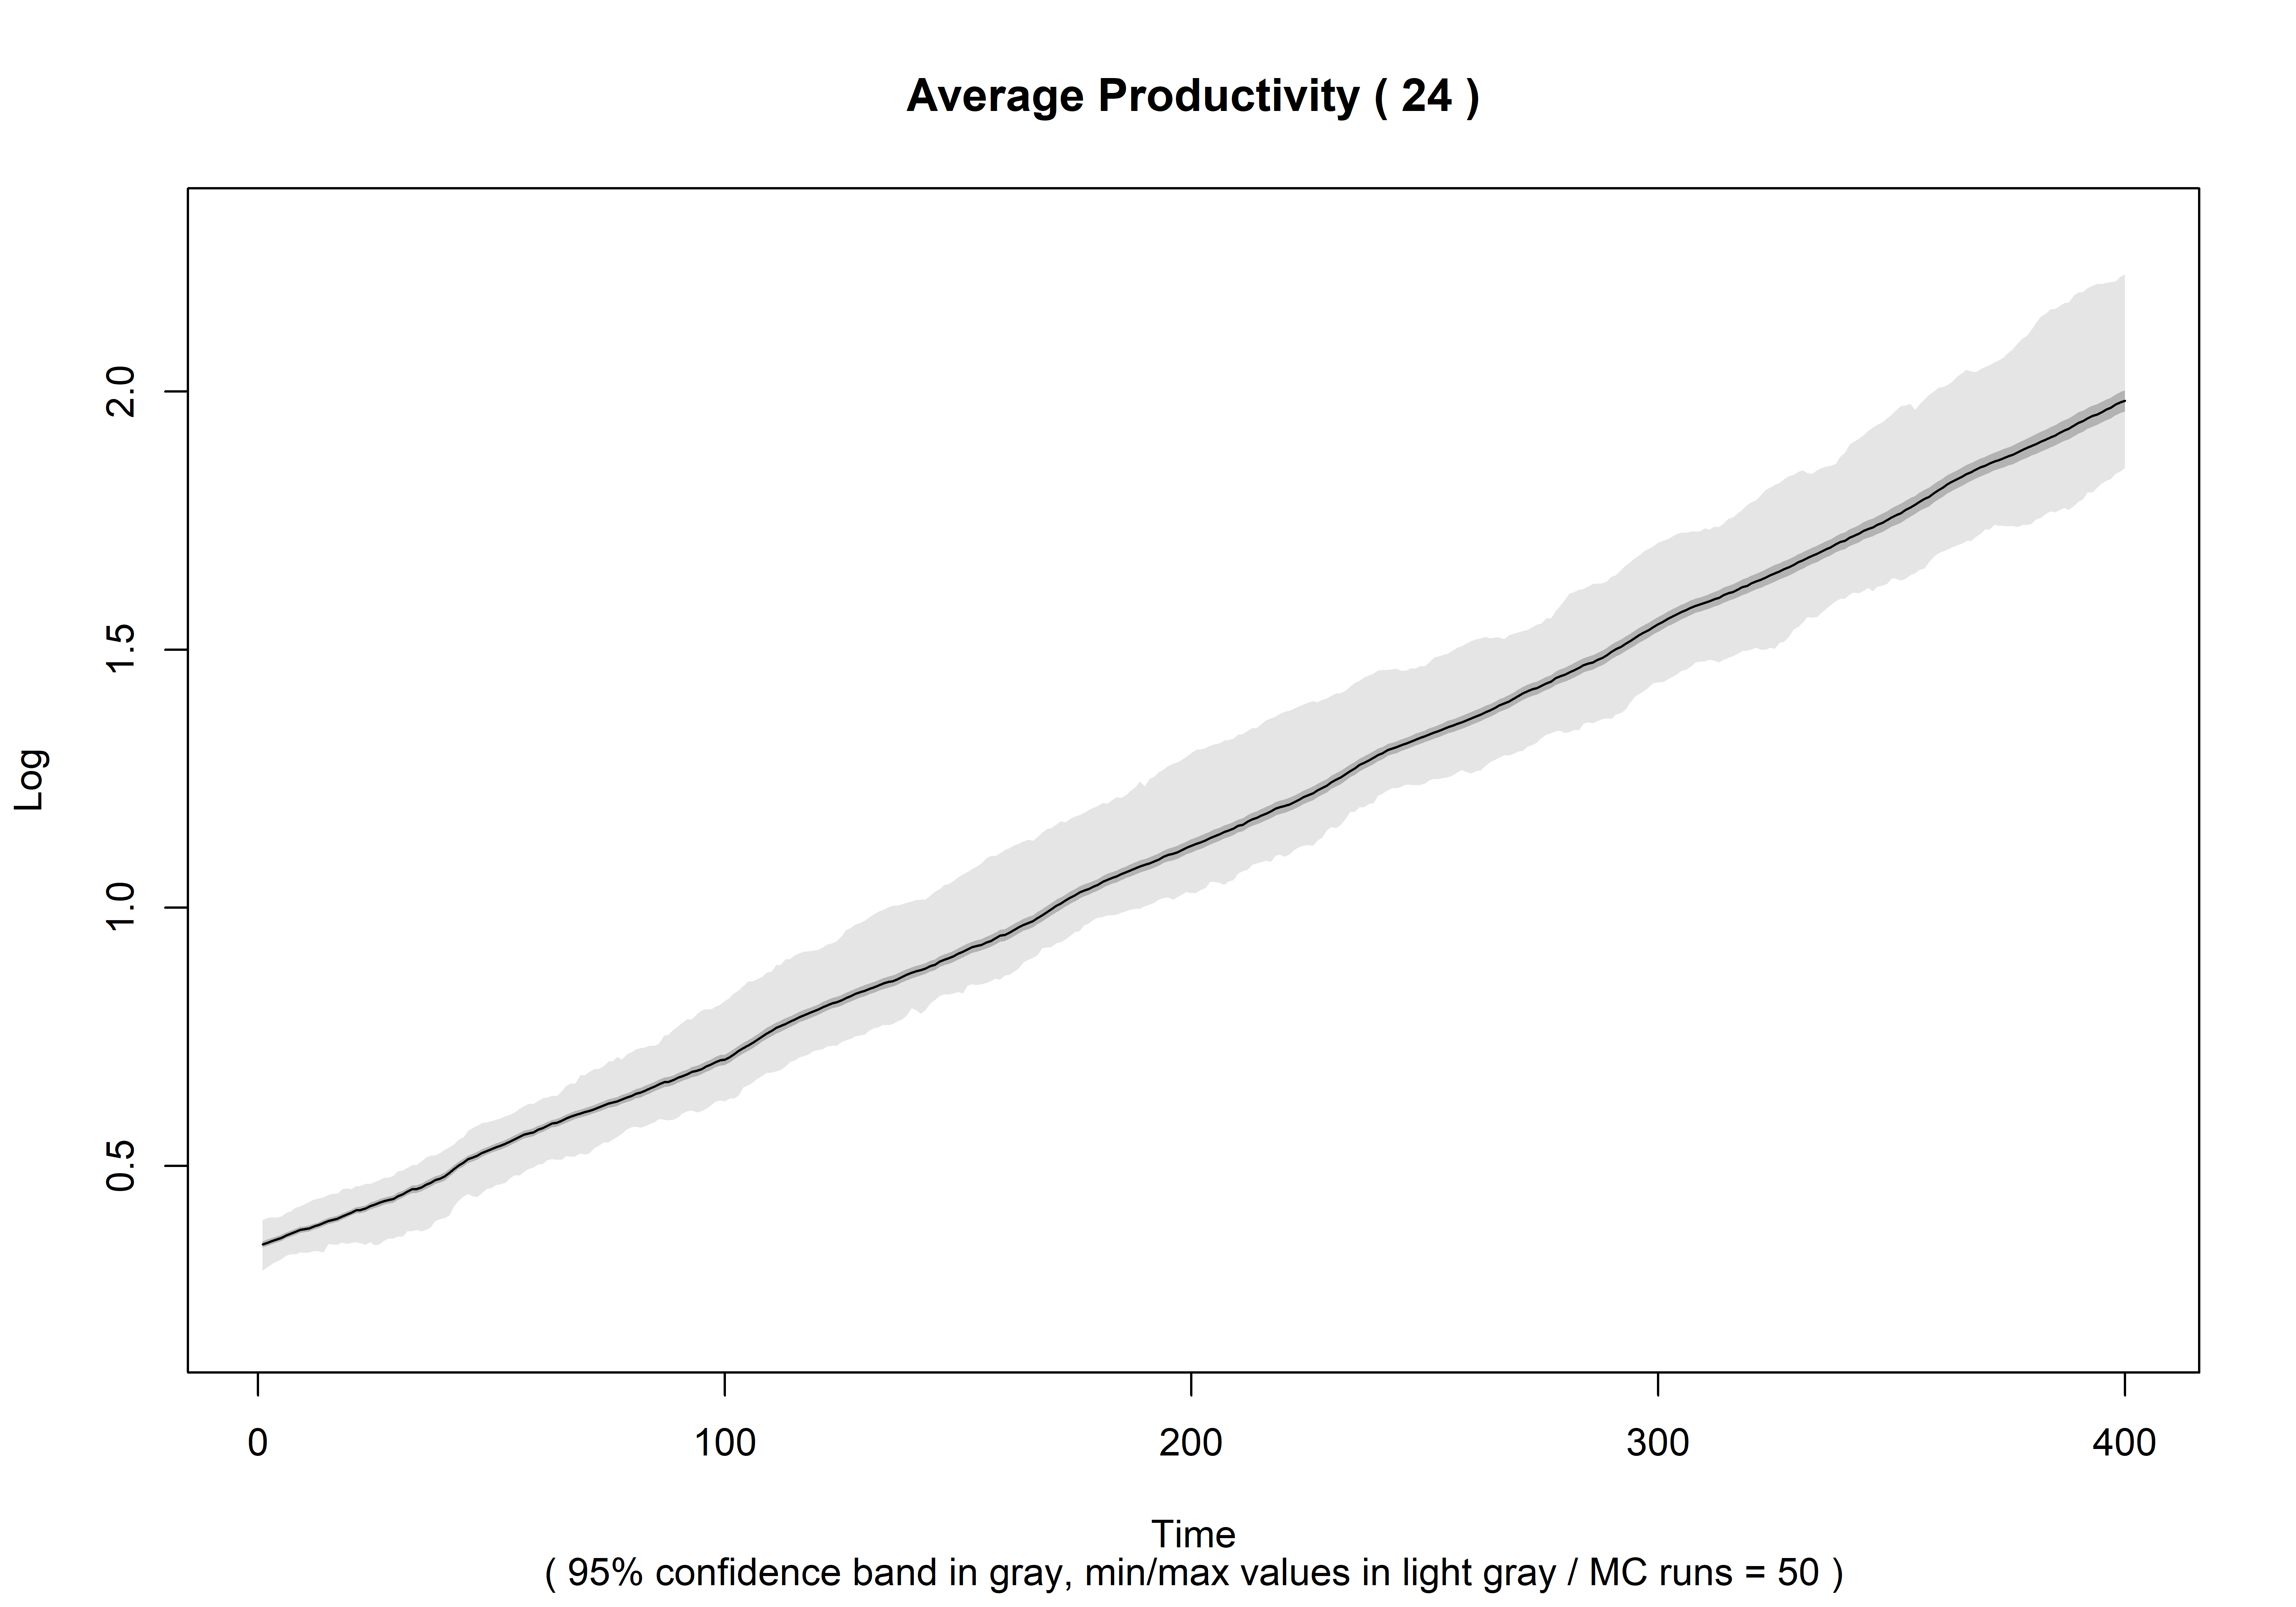 Average Productivity ( 24 )
Log
2.0
1.5
1.0
0.5
0 100 200 300 400
Time
( 95% confidence band in gray, min/max values in light gray / MC runs = 50 )